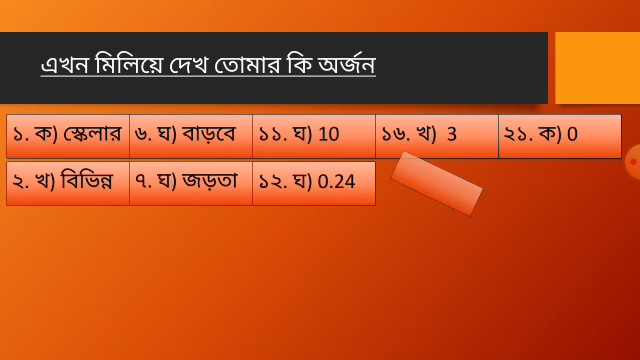 এখন মিলিয়ে দেখ তোমার কি অর্জন
১. ক) স্কেলার ৬. ঘ) বাড়বে ১১. ঘ) 10 ১৬. খ) 3 ২১. ক) 0
২. খ) বিভিন্ন ৭. ঘ) জড়তা ১২. ঘ) 0.24